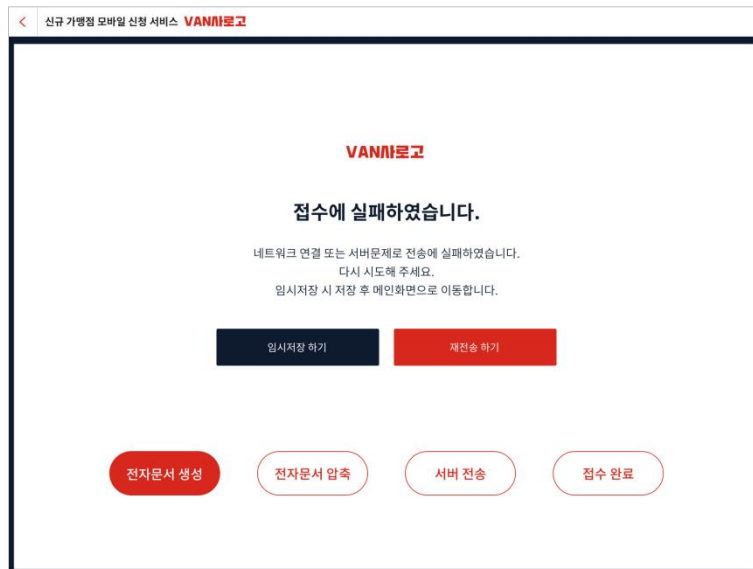 신규 가맹점 모바일 신청 서비스 VAN사로고
VAN사로고
접수에 실패하였습니다.
네트워크 연결 또는 서버문제로 전송에 실패하였습니다.
다시 시도해 주세요.
임시저장 시 저장 후 메인화면으로 이동합니다.
임시저장 하기
재전송 하기
전자문서 생성
전자문서 압축
서버 전송
접수 완료